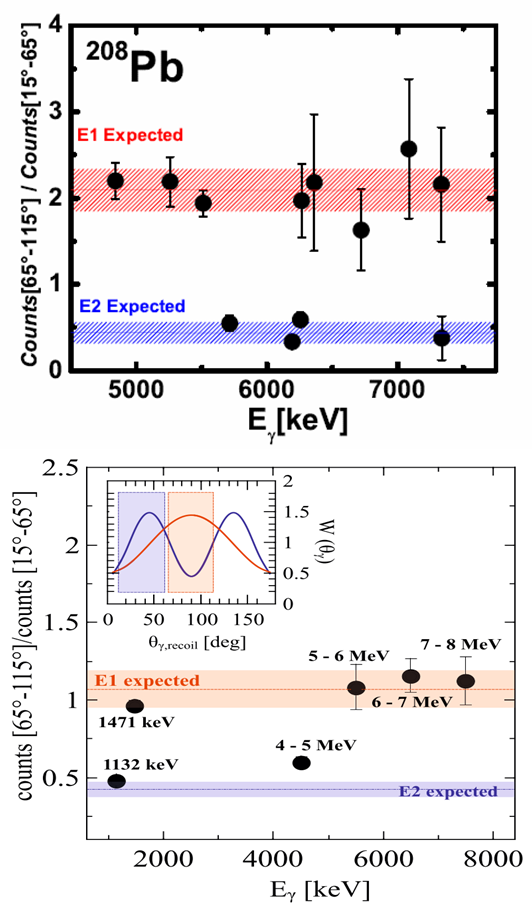 4
3
2
1
0
Counts[65°-115°] / Counts[15°-65°]
²⁰⁸Pb
E1 Expected
E2 Expected
5000 6000 7000
Eγ[keV]
2.5
2
1.5
1
0.5
counts [65°-115°]/counts [15°-65]
2
1.5
1
0.5
0
W (θγ)
0 50 100 150
θγ,recoil [deg]
5 - 6 MeV
7 - 8 MeV
E1 expected
6 - 7 MeV
1471 keV
1132 keV
4 - 5 MeV
E2 expected
2000 4000 6000 8000
Eγ [keV]